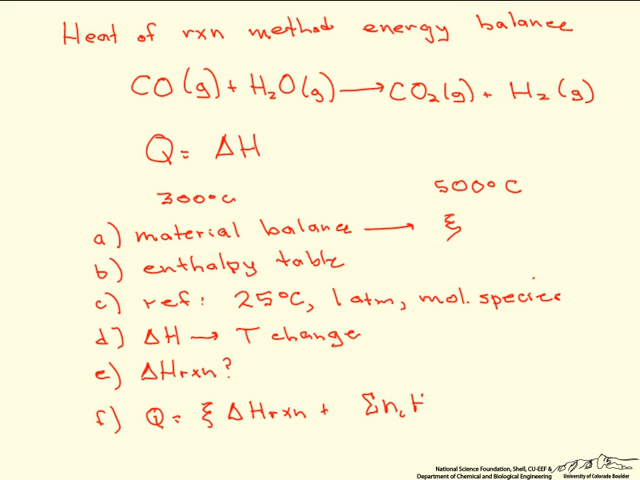 Heat of rxn method energy balance
CO(g) + H₂O(g) → CO₂(g) + H₂(g)
Q = ΔH
300°C 500°C
a) material balance → ξ
b) enthalpy table
c) ref: 25°C, 1 atm, mol. species
d) ΔH → T change
e) ΔHrxn?
f) Q = ξ ΔHrxn + Σni
National Science Foundation, Shell, CU-EEF &
Department of Chemical and Biological Engineering
University of Colorado Boulder